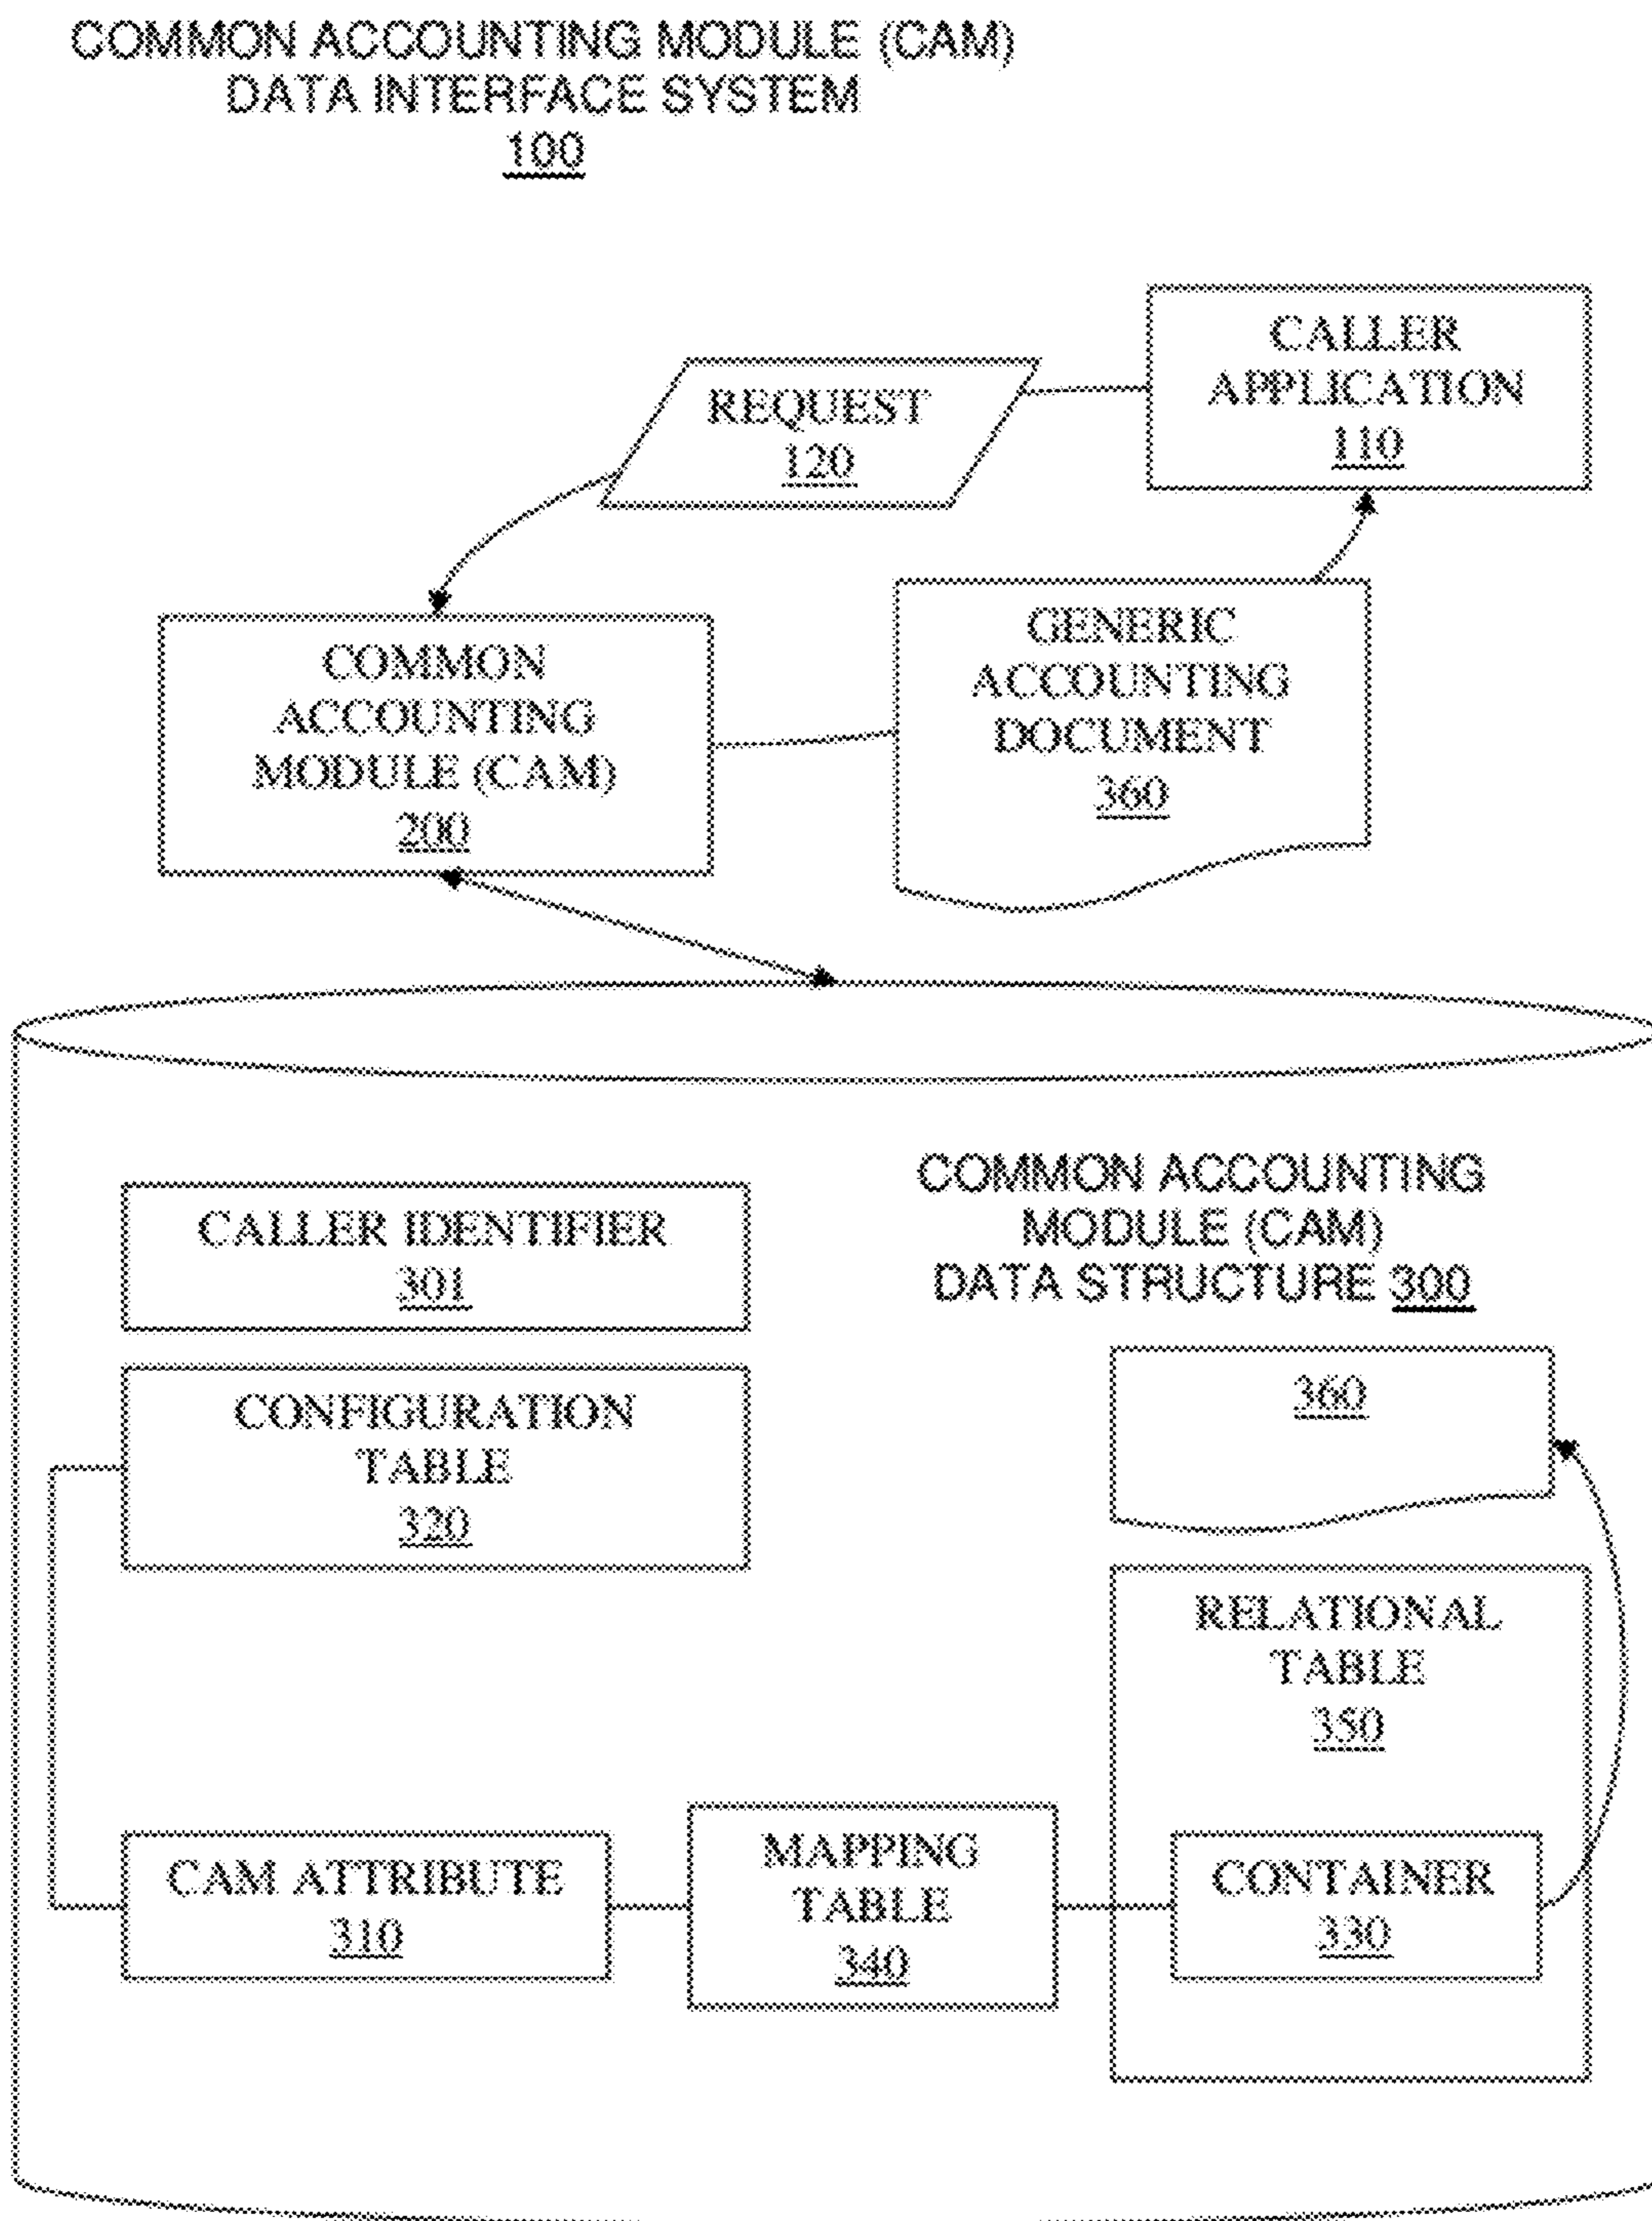 COMMON ACCOUNTING MODULE (CAM)
DATA INTERFACE SYSTEM
100
CALLER
APPLICATION
110
REQUEST
120
COMMON
ACCOUNTING
MODULE (CAM)
200
GENERIC
ACCOUNTING
DOCUMENT
360
CALLER IDENTIFIER
301
COMMON ACCOUNTING
MODULE (CAM)
DATA STRUCTURE 300
CONFIGURATION
TABLE
320
360
RELATIONAL
TABLE
350
CAM ATTRIBUTE
310
MAPPING
TABLE
340
CONTAINER
330